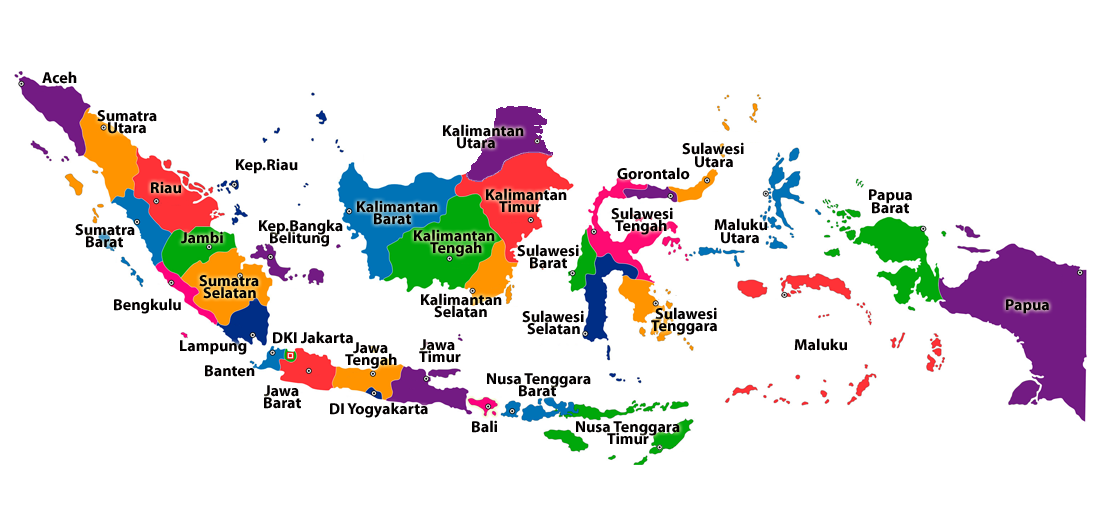 Aceh
Sumatra
Utara
Riau
Kep.Riau
Sumatra
Barat
Jambi
Kep.Bangka
Belitung
Sumatra
Selatan
Bengkulu
Lampung
DKI Jakarta
Banten
Jawa
Barat
Jawa
Tengah
DI Yogyakarta
Jawa
Timur
Bali
Nusa Tenggara
Barat
Nusa Tenggara
Timur
Kalimantan
Utara
Kalimantan
Barat
Kalimantan
Timur
Kalimantan
Tengah
Kalimantan
Selatan
Gorontalo
Sulawesi
Utara
Sulawesi
Tengah
Sulawesi
Barat
Sulawesi
Selatan
Sulawesi
Tenggara
Maluku
Utara
Maluku
Papua
Barat
Papua